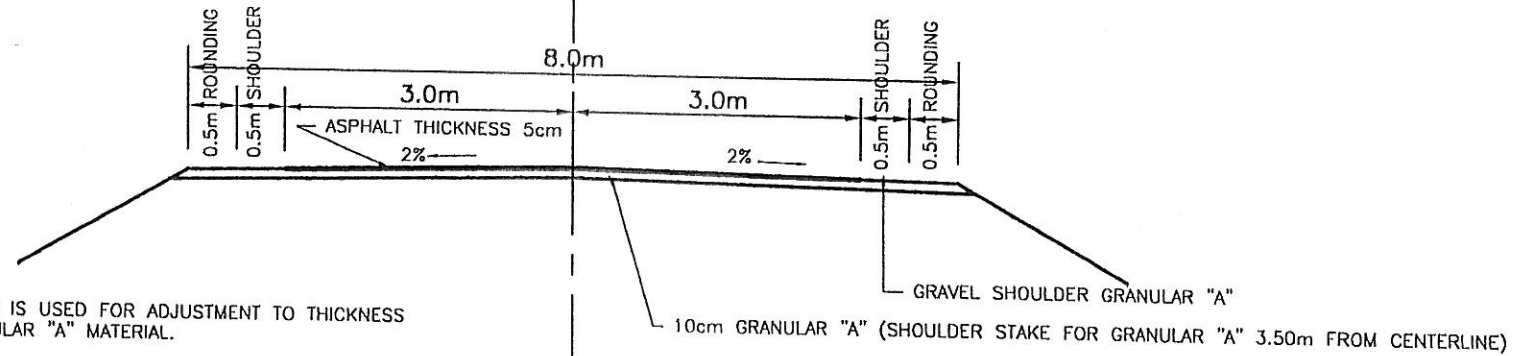 0.5m ROUNDING
0.5m SHOULDER
8.0m
3.0m
3.0m
0.5m SHOULDER
0.5m ROUNDING
ASPHALT THICKNESS 5cm
2%
2%
GRAVEL SHOULDER GRANULAR "A"
IS USED FOR ADJUSTMENT TO THICKNESS
ULAR "A" MATERIAL.
10cm GRANULAR "A" (SHOULDER STAKE FOR GRANULAR "A" 3.50m FROM CENTERLINE)